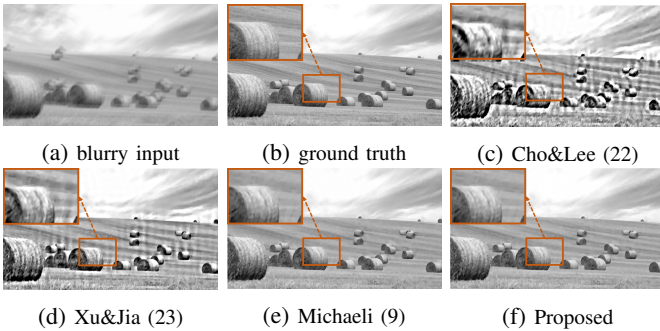 (a) blurry input
(b) ground truth
(c) Cho&Lee (22)
(d) Xu&Jia (23)
(e) Michaeli (9)
(f) Proposed